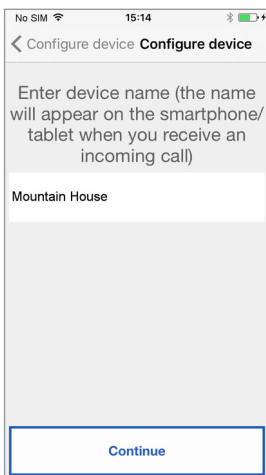 No SIM 15:14
Configure device Configure device
Enter device name (the name
will appear on the smartphone/
tablet when you receive an
incoming call)
Mountain House
Continue